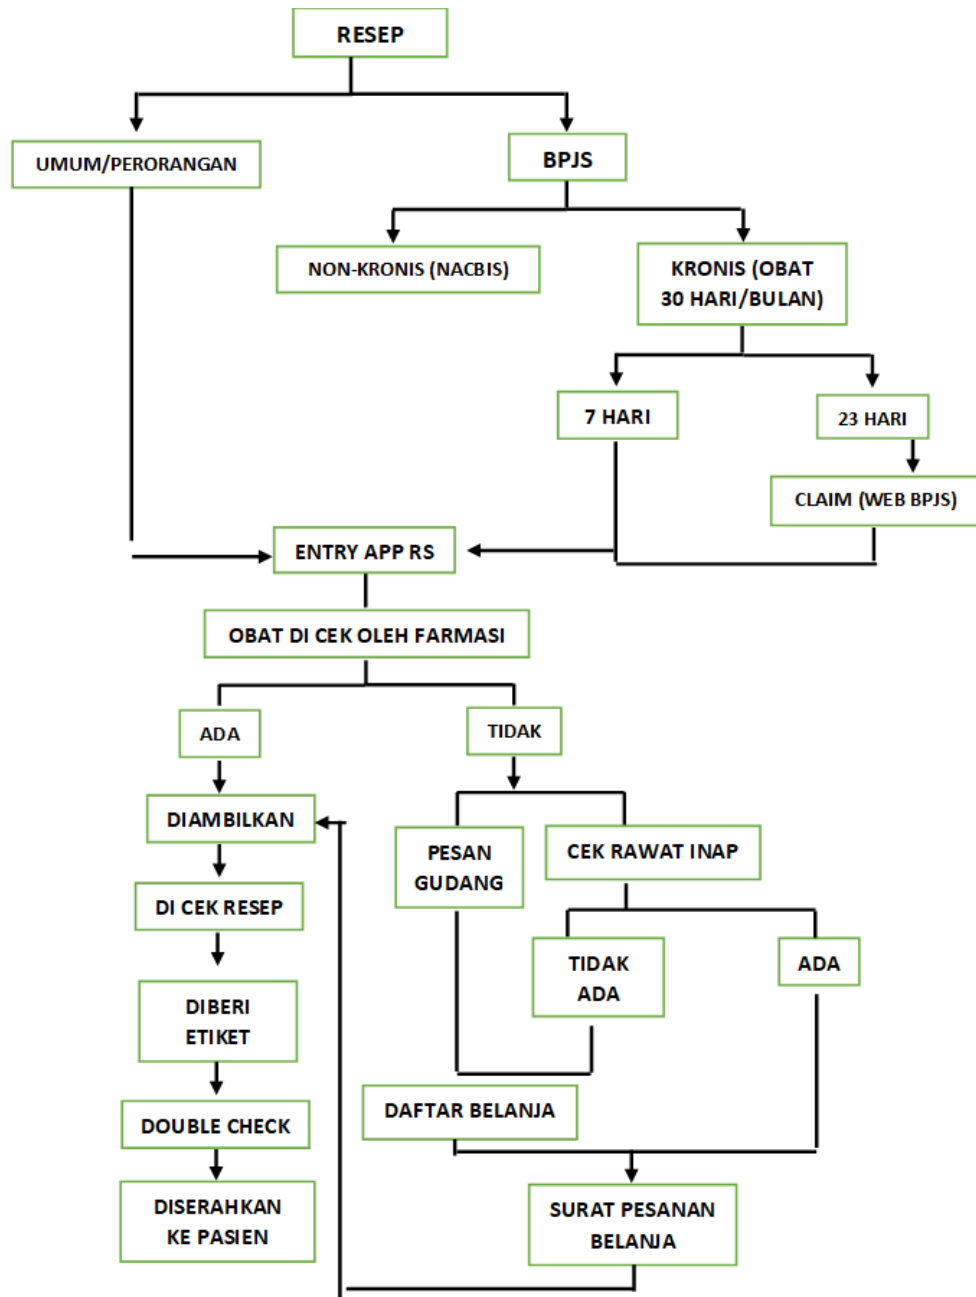 RESEP
UMUM/PERORANGAN
BPJS
NON-KRONIS (NACBIS)
KRONIS (OBAT
30 HARI/BULAN)
7 HARI
23 HARI
CLAIM (WEB BPJS)
ENTRY APP RS
OBAT DI CEK OLEH FARMASI
ADA
TIDAK
DIAMBILKAN
PESAN
GUDANG
CEK RAWAT INAP
DI CEK RESEP
TIDAK
ADA
ADA
DIBERI
ETIKET
DAFTAR BELANJA
DOUBLE CHECK
DISERAHKAN
KE PASIEN
SURAT PESANAN
BELANJA